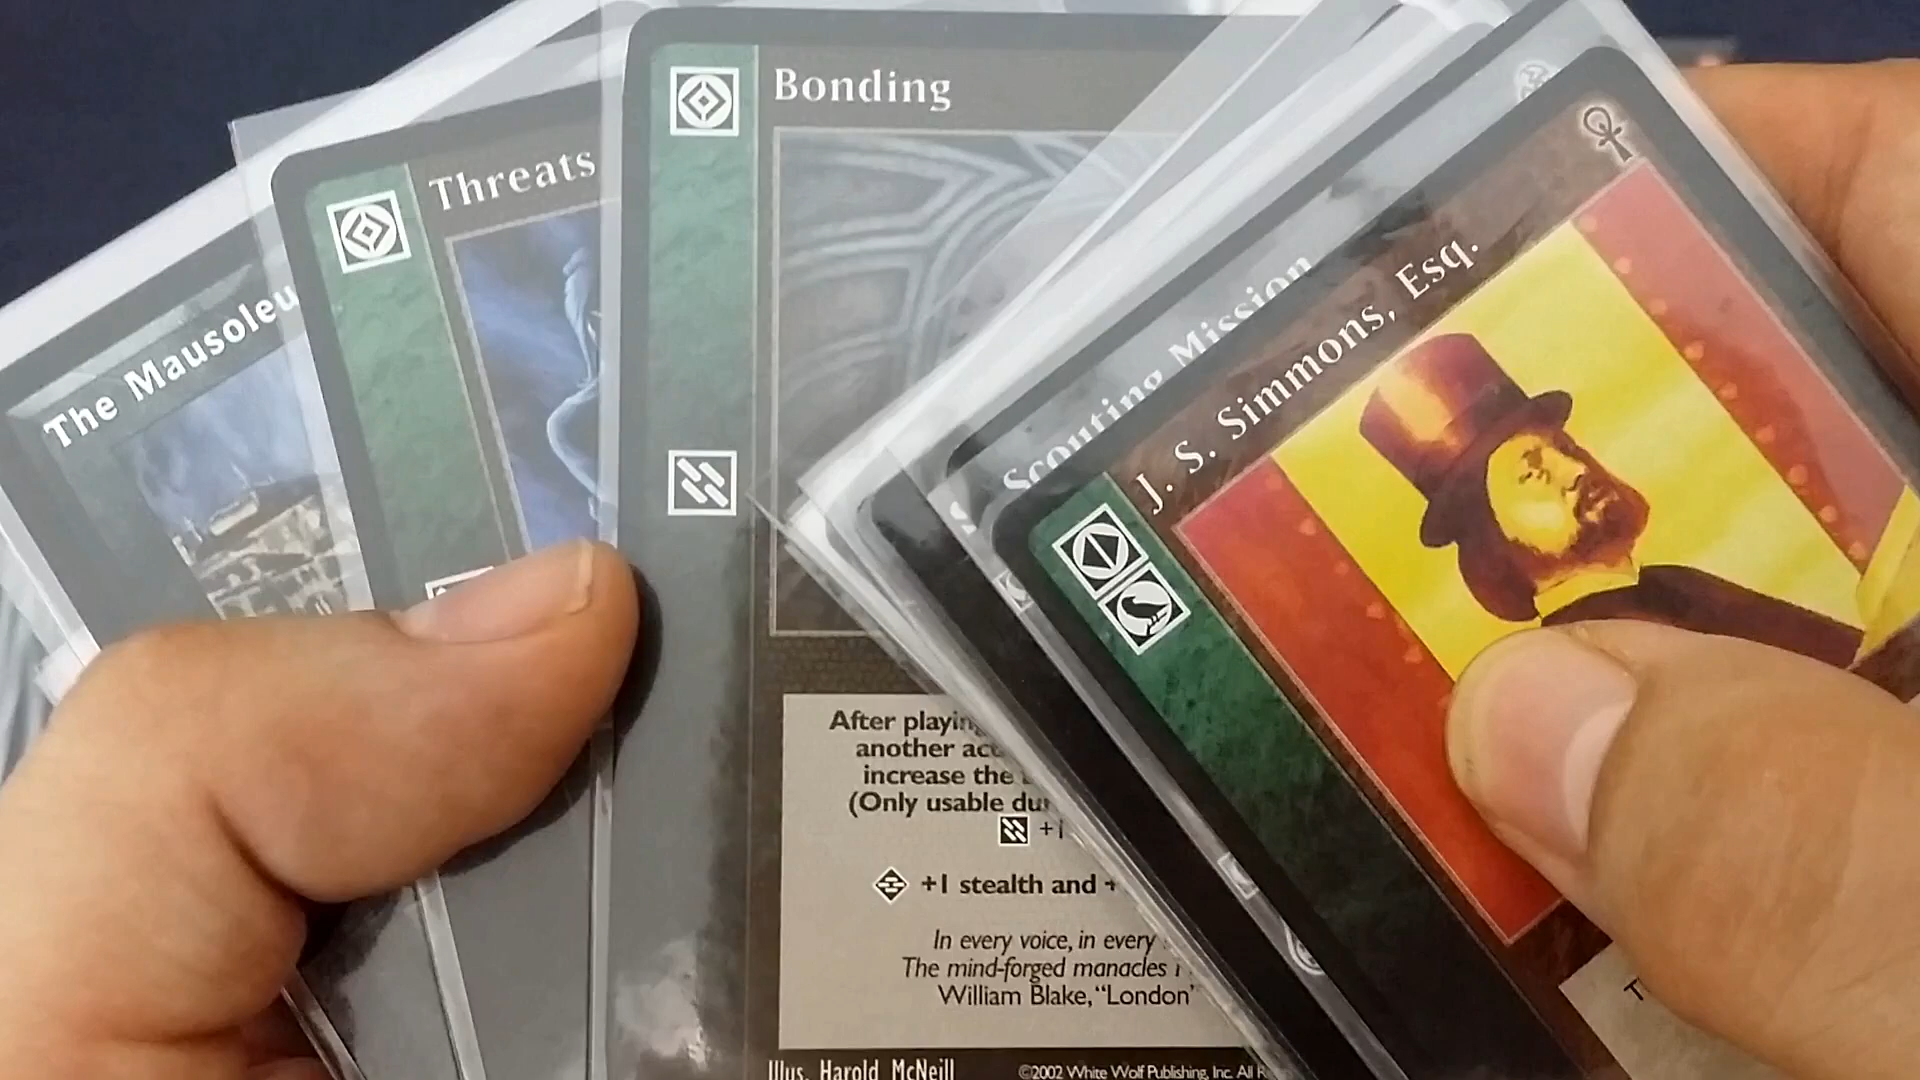 The Mausoleu
Threats
Bonding
After playin
another ac
increase the
(Only usable du
+1
+1 stealth and +
In every voice, in every
The mind-forged manacles
William Blake, “London”
Illus. Harold McNeill
©2002 White Wolf Publishing, Inc. All R
Scouting Mission
J. S. Simmons, Esq.